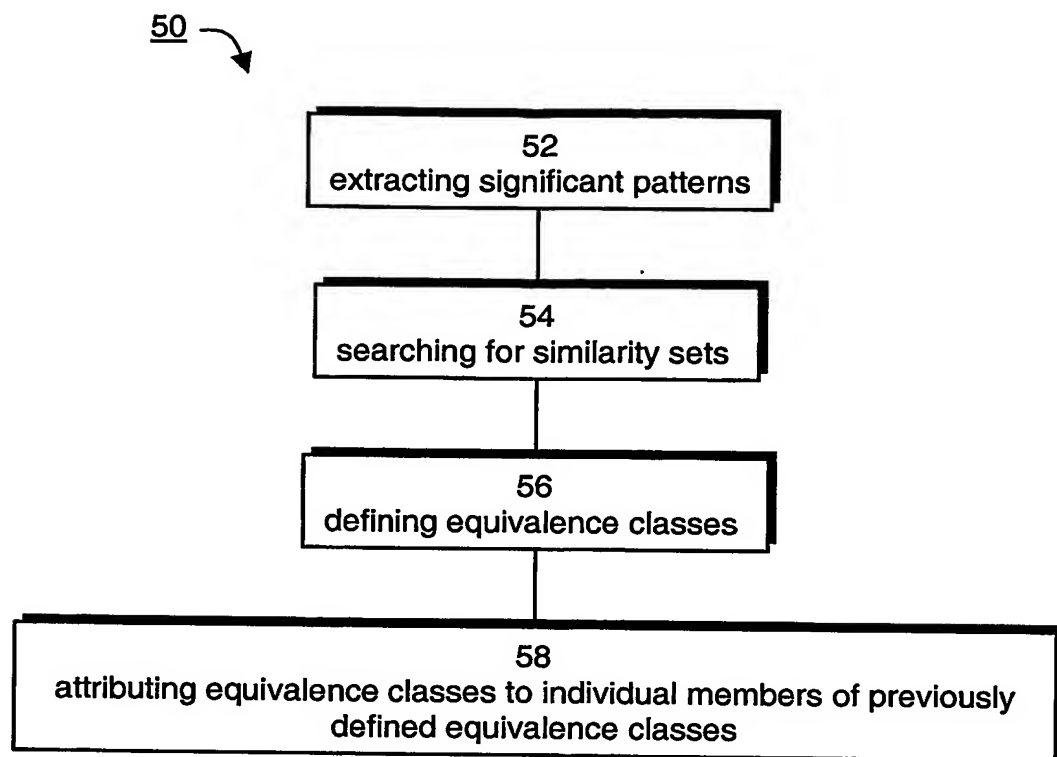 50
52
extracting significant patterns
54
searching for similarity sets
56
defining equivalence classes
58
attributing equivalence classes to individual members of previously
defined equivalence classes